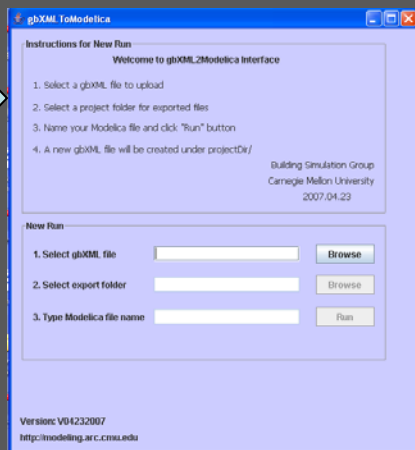 gbXMLToModelica
Instructions for New Run
Welcome to gbXML2Modelica Interface
1. Select a gbXML file to upload
2. Select a project folder for exported files
3. Name your Modelica file and click "Run" button
4. A new gbXML file will be created under projectDir/
Building Simulation Group
Carnegie Mellon University
2007.04.23
New Run
1. Select gbXML file
Browse
2. Select export folder
Browse
3. Type Modelica file name
Run
Version: V04232007
http://modeling.arc.cmu.edu